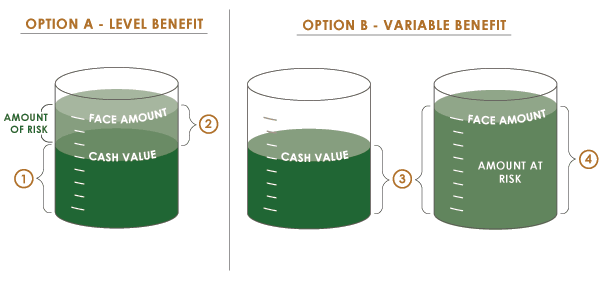 OPTION A - LEVEL BENEFIT
AMOUNT
OF RISK
FACE AMOUNT
CASH VALUE
1
2
OPTION B - VARIABLE BENEFIT
CASH VALUE
3
FACE AMOUNT
AMOUNT AT
RISK
4